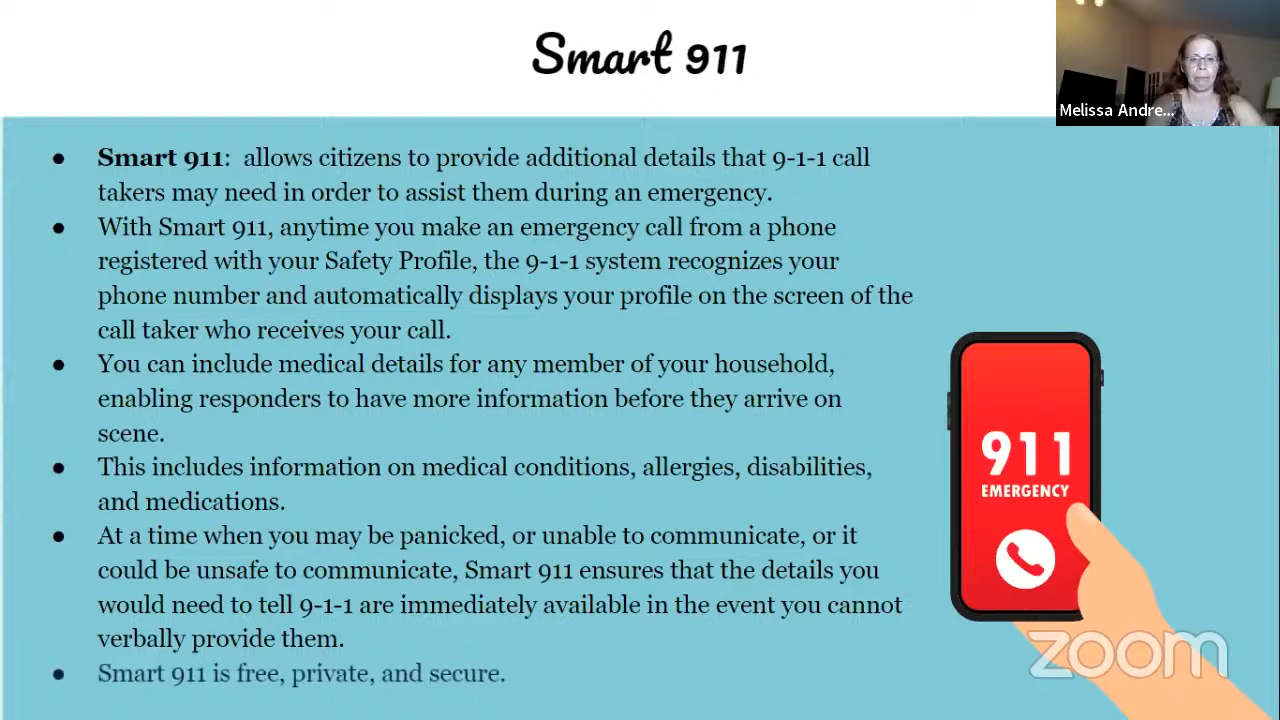 Smart 911
Melissa Andre...
● Smart 911: allows citizens to provide additional details that 9-1-1 call
takers may need in order to assist them during an emergency.
● With Smart 911, anytime you make an emergency call from a phone
registered with your Safety Profile, the 9-1-1 system recognizes your
phone number and automatically displays your profile on the screen of the
call taker who receives your call.
● You can include medical details for any member of your household,
enabling responders to have more information before they arrive on
scene.
● This includes information on medical conditions, allergies, disabilities,
and medications.
● At a time when you may be panicked, or unable to communicate, or it
could be unsafe to communicate, Smart 911 ensures that the details you
would need to tell 9-1-1 are immediately available in the event you cannot
verbally provide them.
● Smart 911 is free, private, and secure.
911
EMERGENCY
zoom